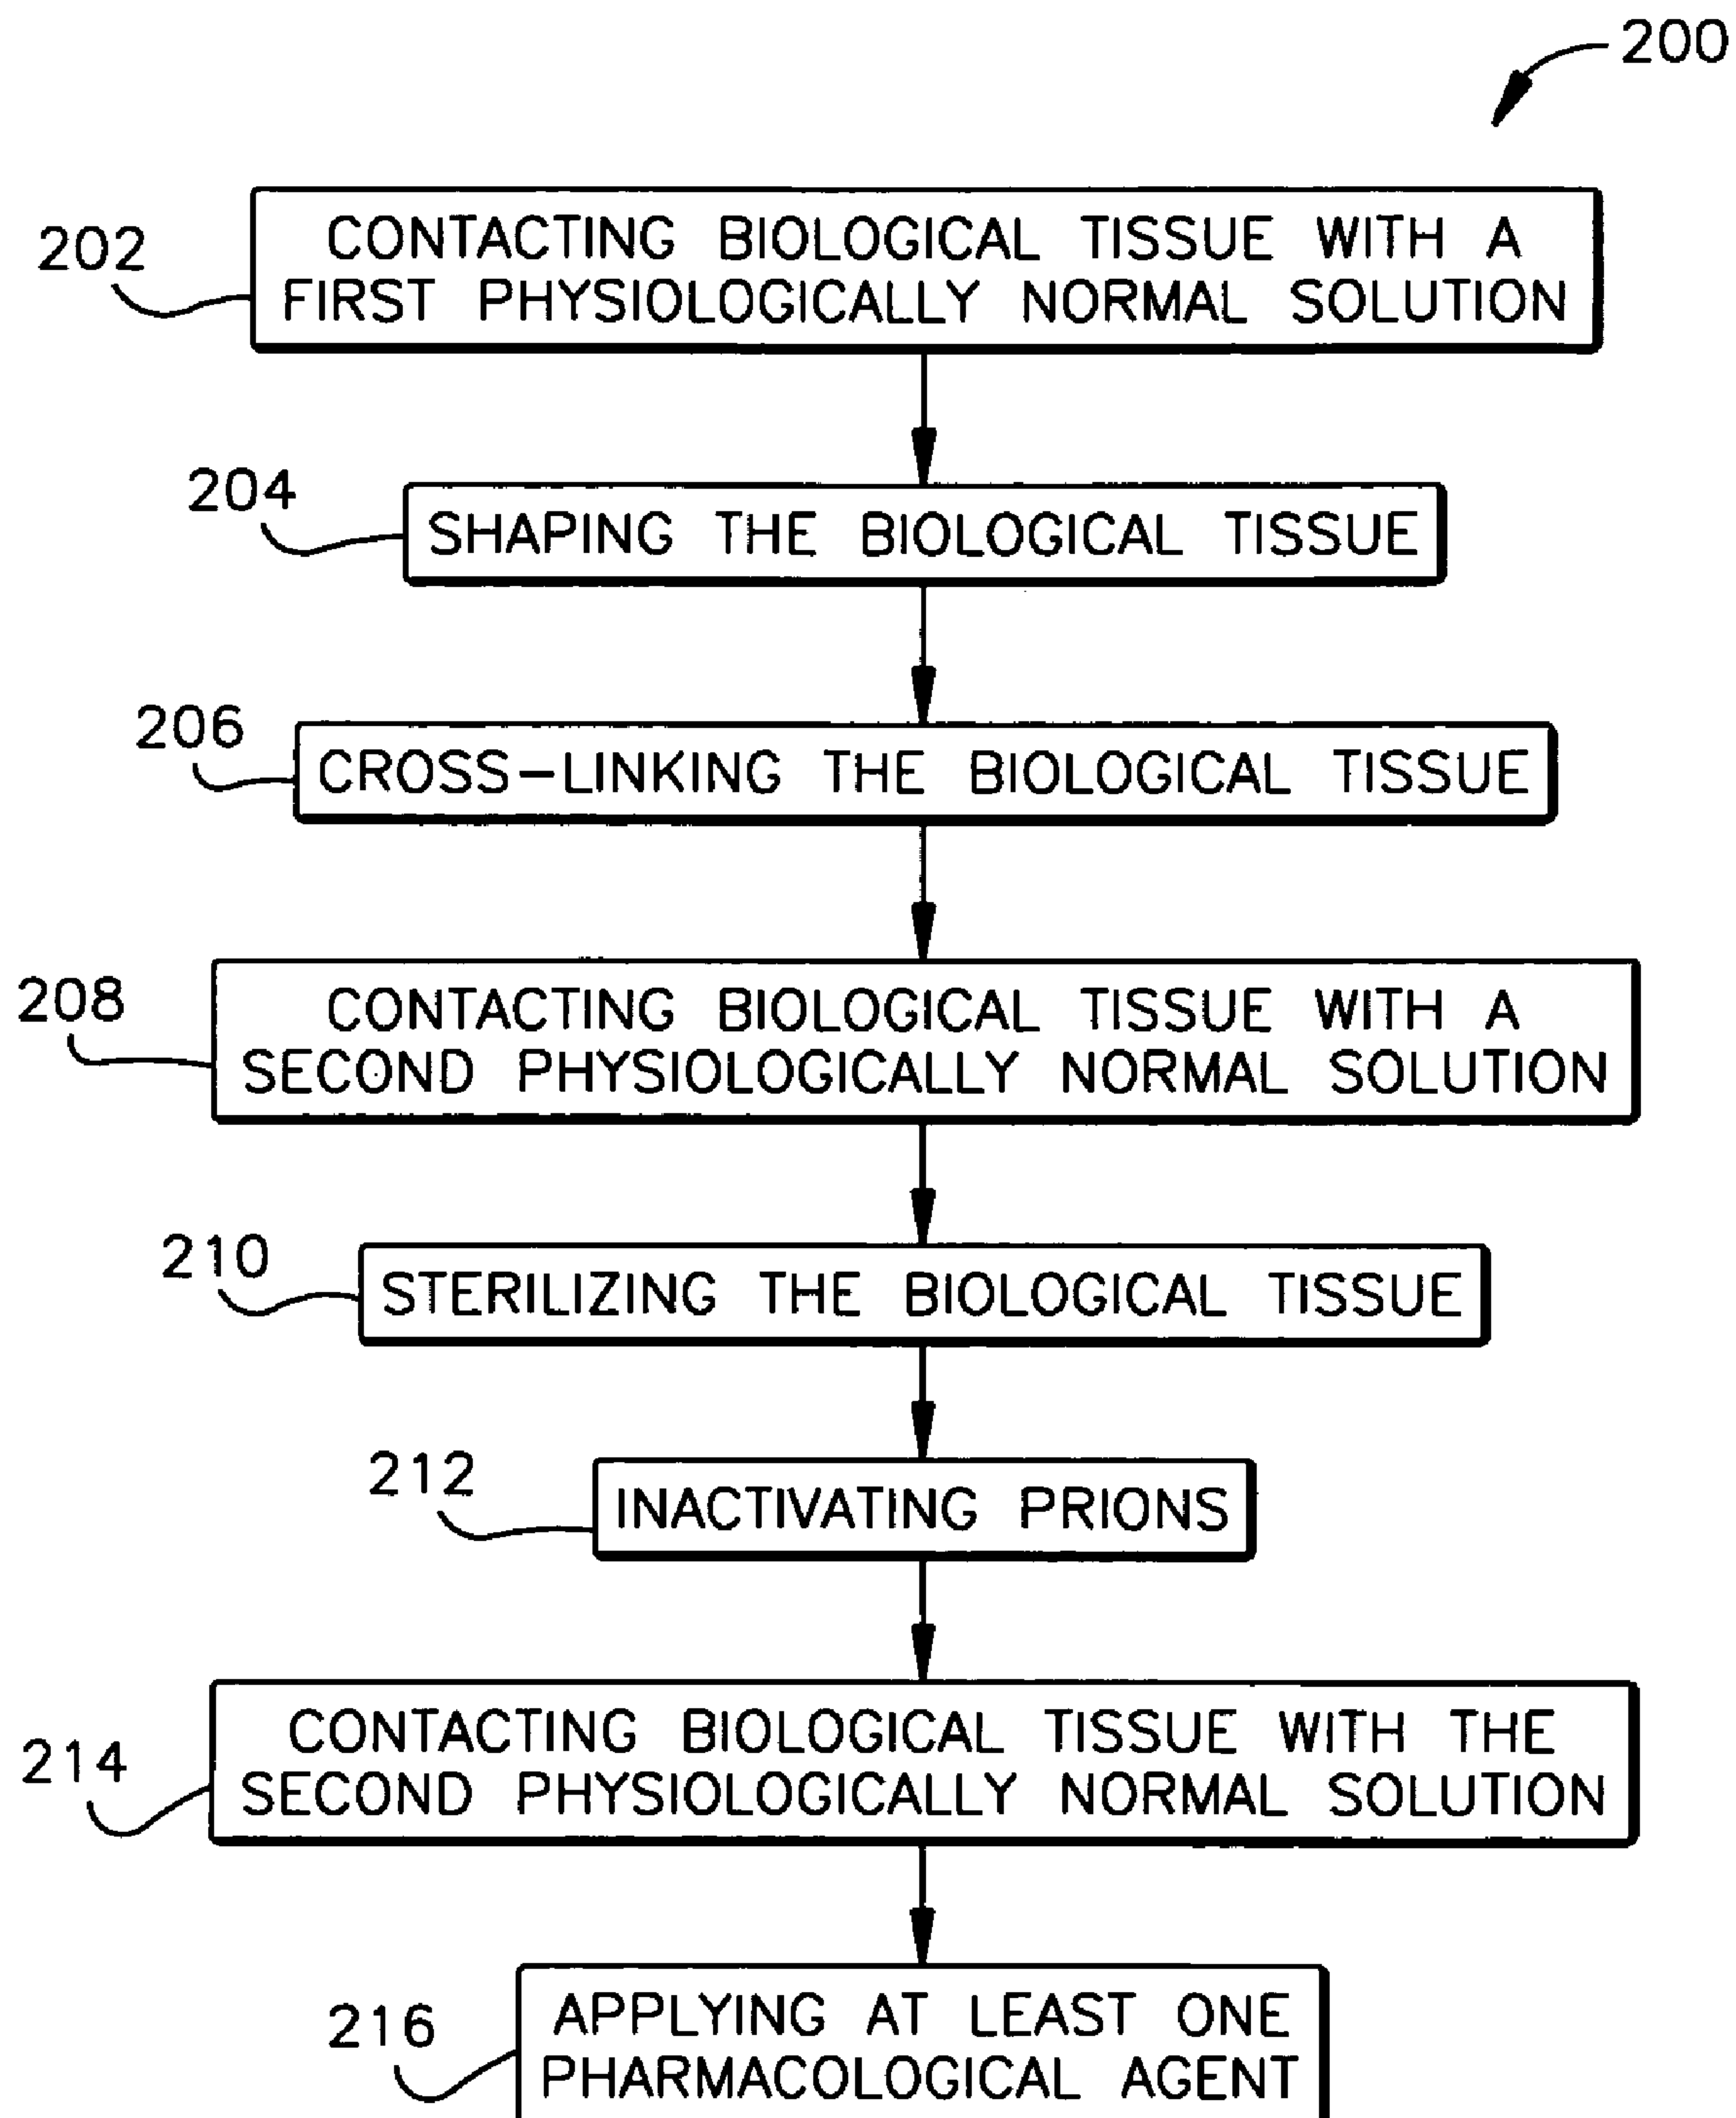 200
202
CONTACTING BIOLOGICAL TISSUE WITH A
FIRST PHYSIOLOGICALLY NORMAL SOLUTION
204
SHAPING THE BIOLOGICAL TISSUE
206
CROSS-LINKING THE BIOLOGICAL TISSUE
208
CONTACTING BIOLOGICAL TISSUE WITH A
SECOND PHYSIOLOGICALLY NORMAL SOLUTION
210
STERILIZING THE BIOLOGICAL TISSUE
212
INACTIVATING PRIONS
214
CONTACTING BIOLOGICAL TISSUE WITH THE
SECOND PHYSIOLOGICALLY NORMAL SOLUTION
216
APPLYING AT LEAST ONE
PHARMACOLOGICAL AGENT